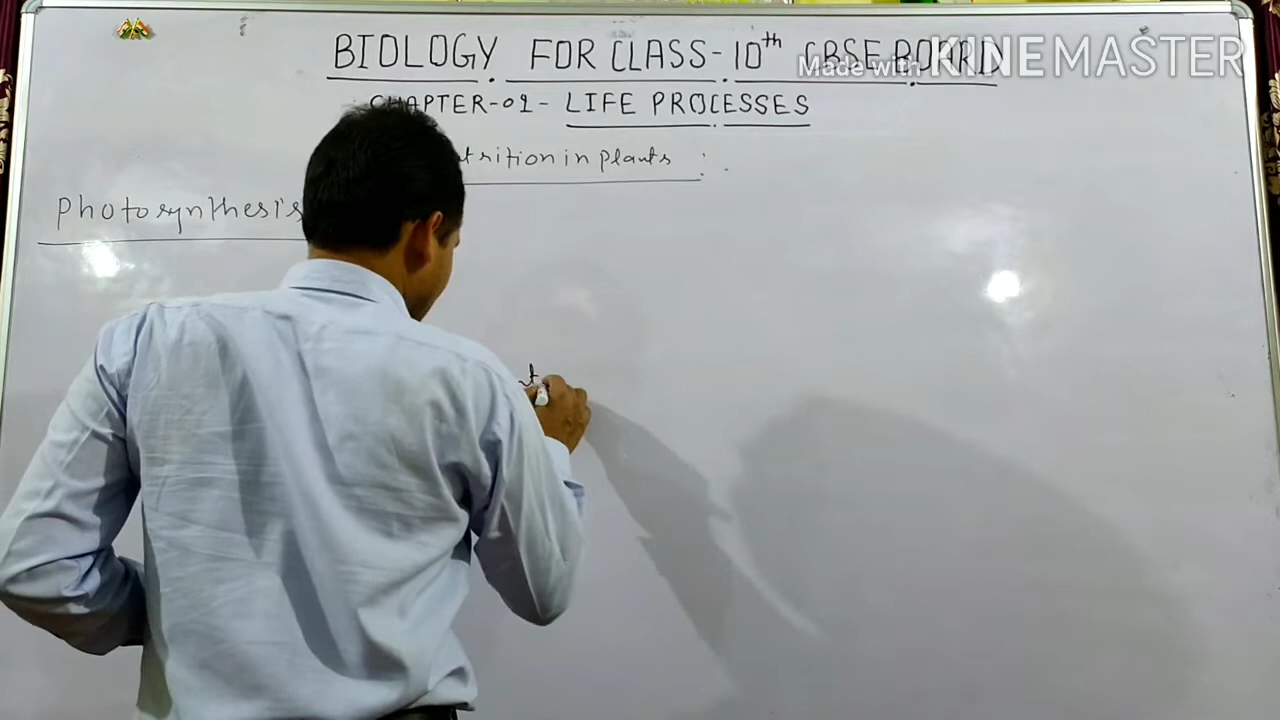 BIOLOGY FOR CLASS-10th CBSE BOARD
Made with KINEMASTER
CHAPTER-01- LIFE PROCESSES
trition in plants :
Photosynthesis